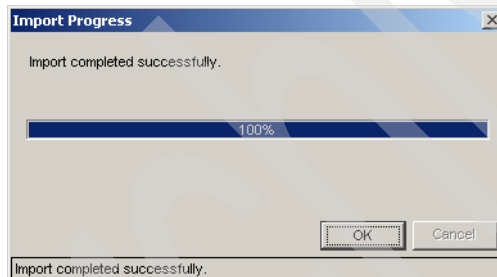 Import Progress
Import completed successfully.
100%
OK Cancel
Import completed successfully.